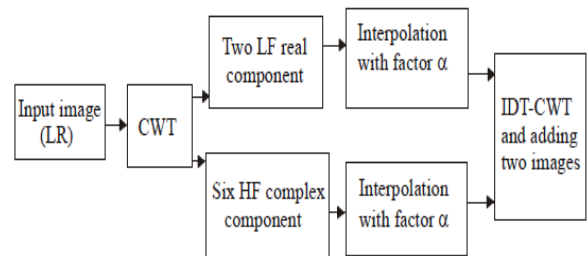 Input image
(LR)
CWT
Two LF real
component
Interpolation
with factor α
Six HF complex
component
Interpolation
with factor α
IDT-CWT
and adding
two images